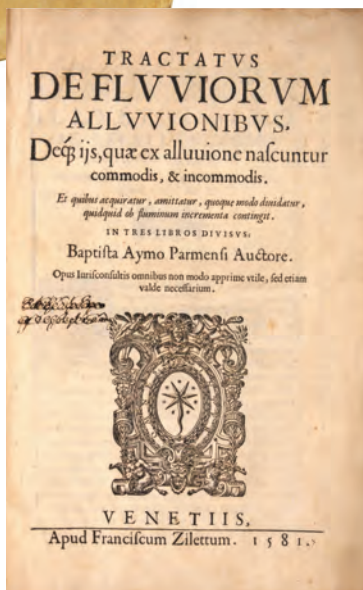 TRACTATVS
DE FLVVIORVM
ALLVVIONIBVS,
Decq́; ijs, quæ ex alluuione naſcuntur
commodis, & incommodis.
Et quibus acquiratur, amittatur, quoque modo diuidatur,
quidquid ob fluminum incrementa contingit.
IN TRES LIBROS DIVISVS;
Baptiſta Aymo Parmenſi Auctore.
Opus Iuriſconſultis omnibus non modo apprime vtile, ſed etiam
valde neceſſarium.
VENETIIS,
Apud Franciſcum Zilettum. 1581.